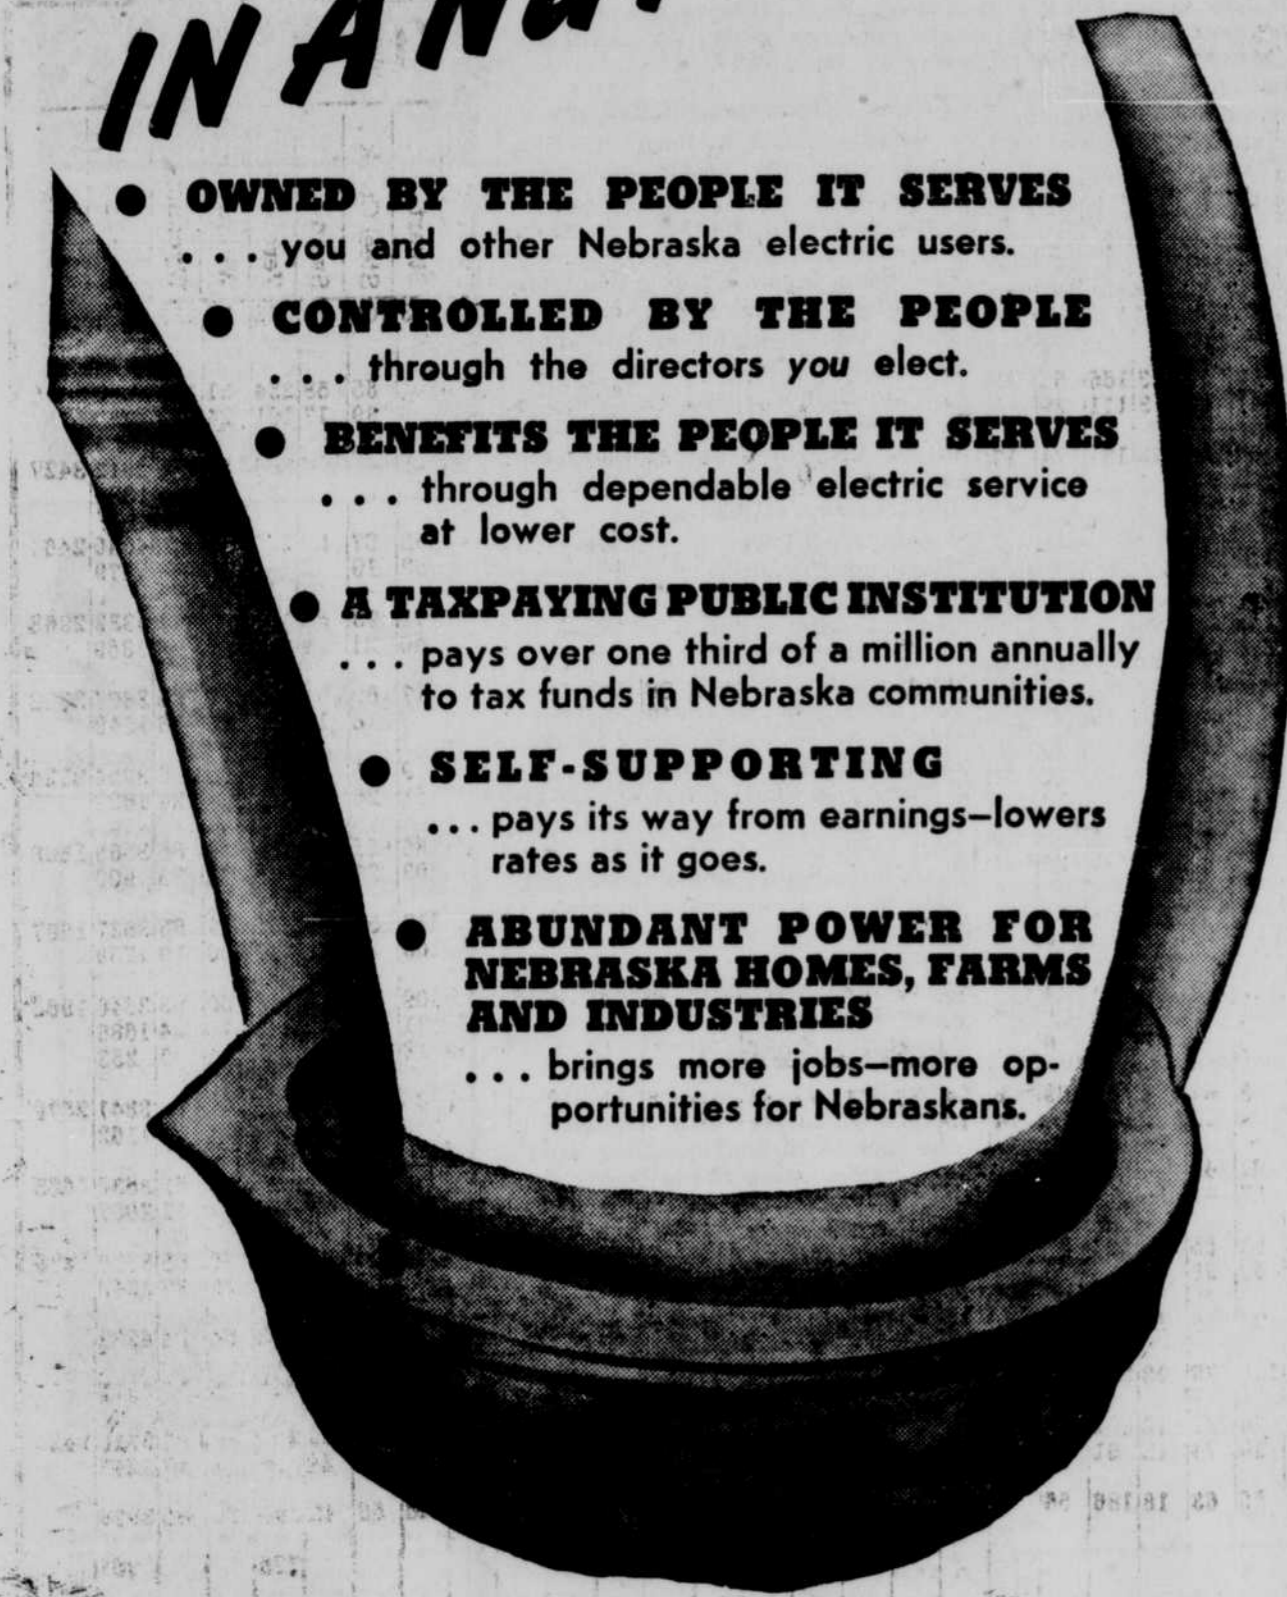 IN A
● OWNED BY THE PEOPLE IT SERVES
. . . you and other Nebraska electric users.
● CONTROLLED BY THE PEOPLE
. . . through the directors you elect.
● BENEFITS THE PEOPLE IT SERVES
. . . through dependable electric service
at lower cost.
● A TAXPAYING PUBLIC INSTITUTION
. . . pays over one third of a million annually
to tax funds in Nebraska communities.
● SELF-SUPPORTING
. . . pays its way from earnings—lowers
rates as it goes.
● ABUNDANT POWER FOR
NEBRASKA HOMES, FARMS
AND INDUSTRIES
. . . brings more jobs—more op-
portunities for Nebraskans.